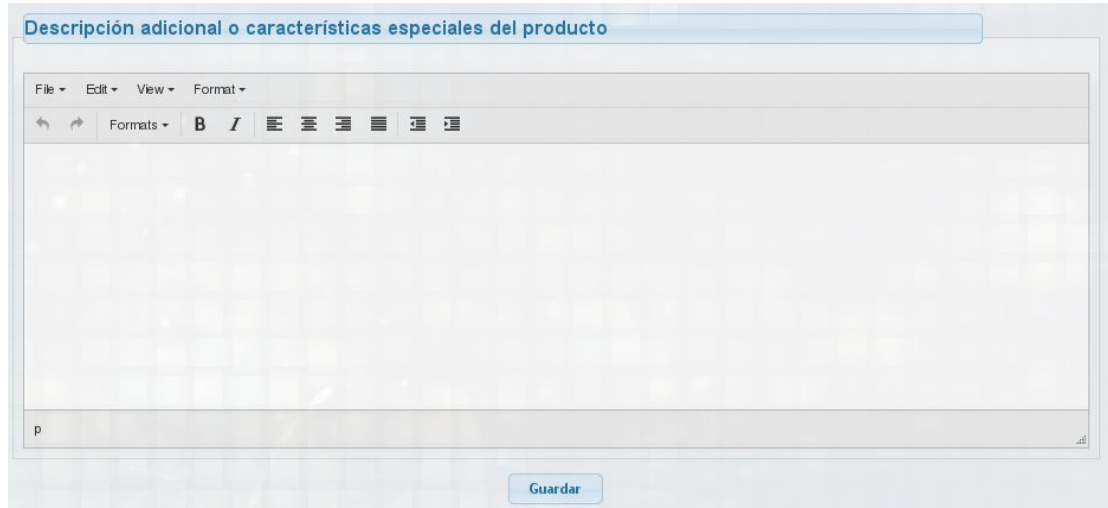 Descripción adicional o características especiales del producto
File Edit View Format
Formats B I
p
Guardar